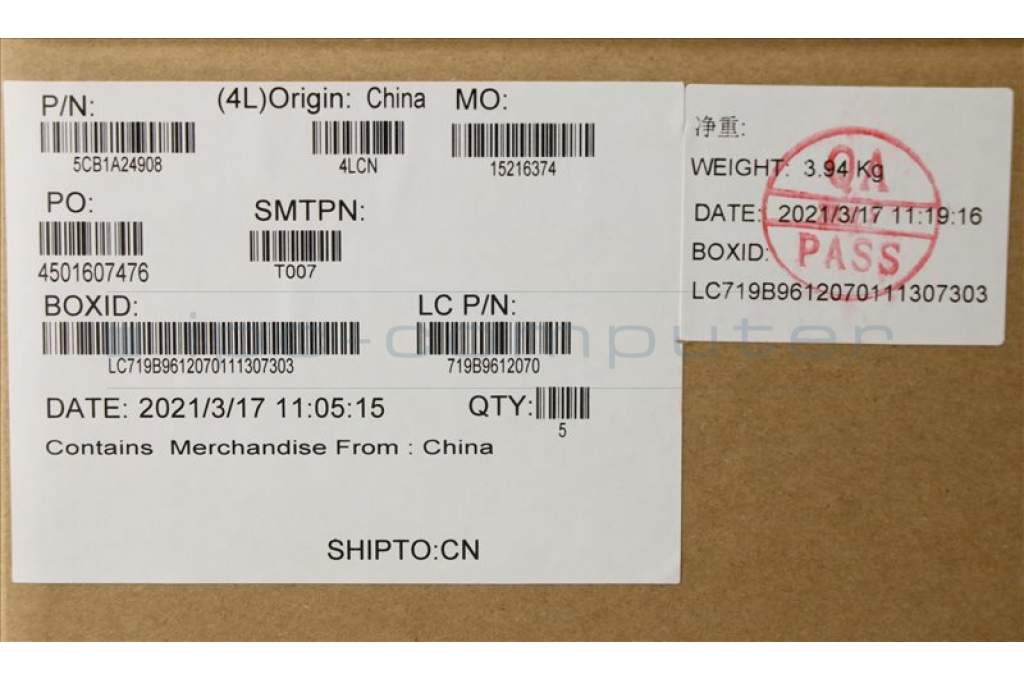 P/N:
(4L)Origin: China
MO:
5CB1A24908
4LCN
15216374
PO:
SMTPN:
4501607476
T007
BOXID:
LC P/N:
LC719B9612070111307303
719B9612070
DATE: 2021/3/17 11:05:15
QTY:
5
Contains Merchandise From : China
SHIPTO:CN
净重:
WEIGHT: 3.94 Kg
DATE: 2021/3/17 11:19:16
BOXID:
LC719B9612070111307303
QA
PASS
computer